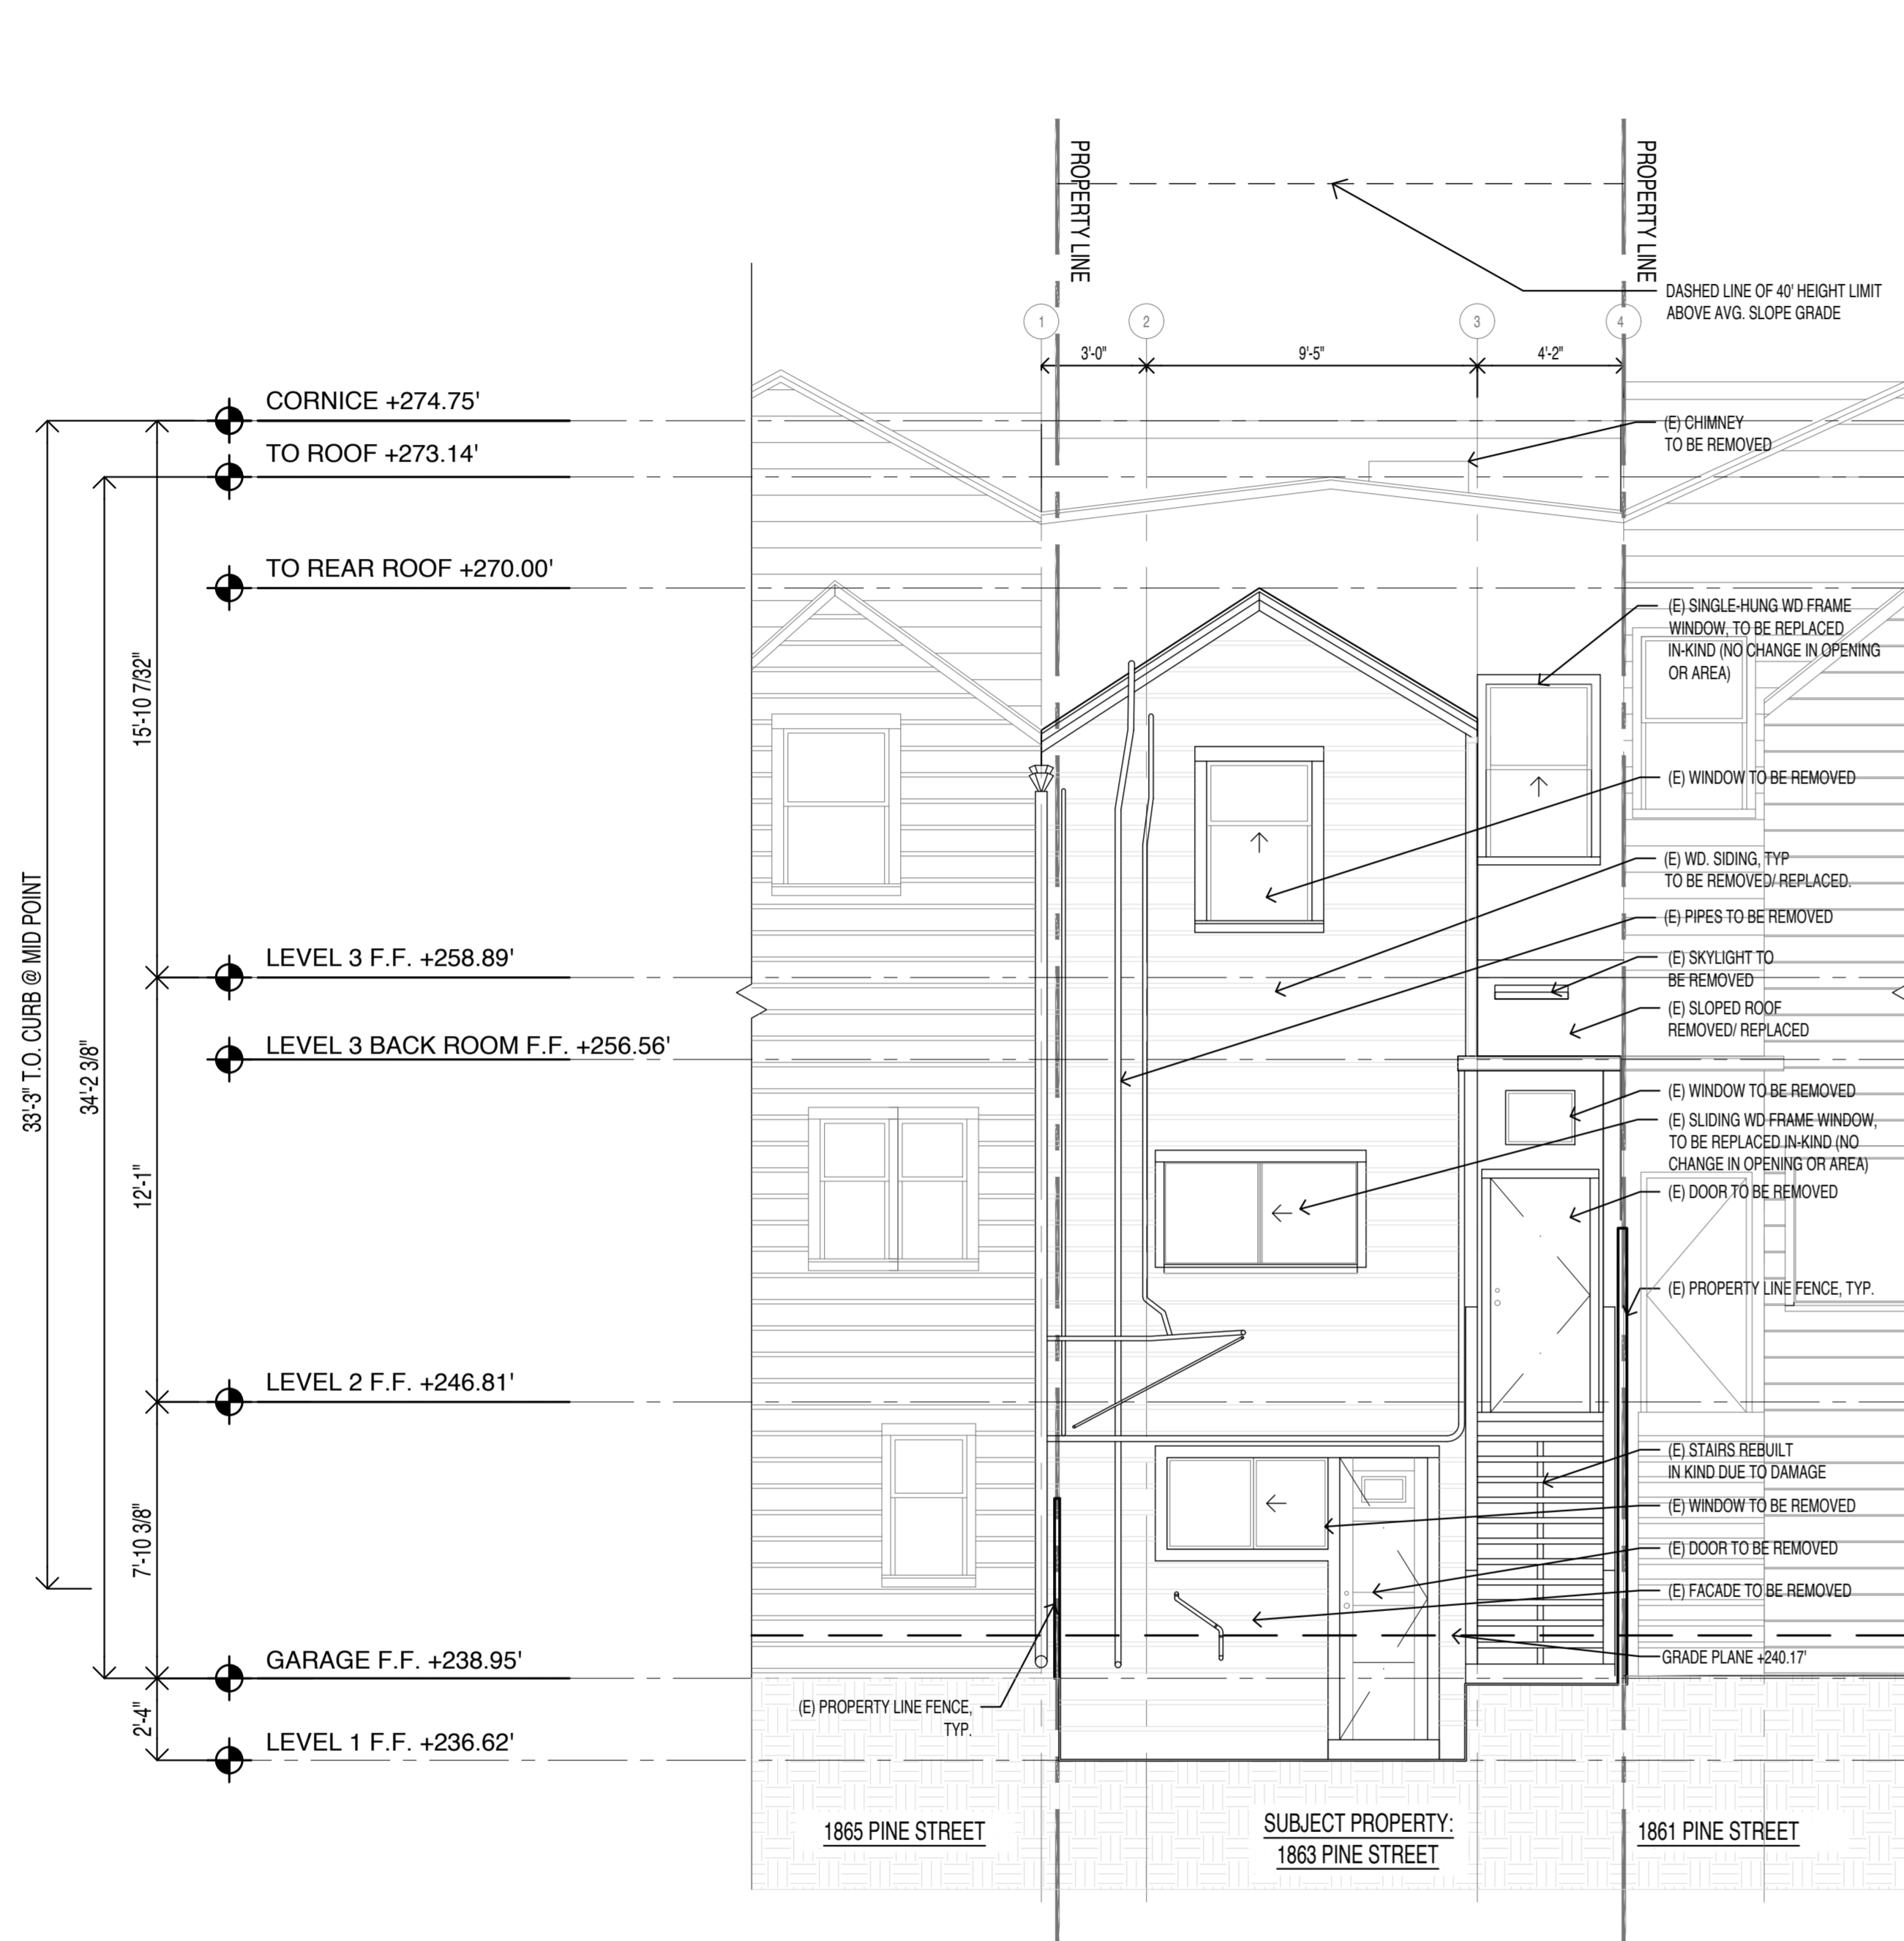 PROPERTY LINE
PROPERTY LINE
DASHED LINE OF 40' HEIGHT LIMIT
ABOVE AVG. SLOPE GRADE
1
2
3
4
3'-0"
9'-5"
4'-2"
CORNICE +274.75'
TO ROOF +273.14'
TO REAR ROOF +270.00'
LEVEL 3 F.F. +258.89'
LEVEL 3 BACK ROOM F.F. +256.56'
LEVEL 2 F.F. +246.81'
GARAGE F.F. +238.95'
LEVEL 1 F.F. +236.62'
33'-3" T.O. CURB @ MID POINT
34'-2 3/8"
15'-10 7/32"
12'-1"
7'-10 3/8"
2'-4"
(E) CHIMNEY
TO BE REMOVED
(E) SINGLE-HUNG WD FRAME
WINDOW, TO BE REPLACED
IN-KIND (NO CHANGE IN OPENING
OR AREA)
(E) WINDOW TO BE REMOVED
(E) WD. SIDING, TYP
TO BE REMOVED/ REPLACED.
(E) PIPES TO BE REMOVED
(E) SKYLIGHT TO
BE REMOVED
(E) SLOPED ROOF
REMOVED/ REPLACED
(E) WINDOW TO BE REMOVED
(E) SLIDING WD FRAME WINDOW,
TO BE REPLACED IN-KIND (NO
CHANGE IN OPENING OR AREA)
(E) DOOR TO BE REMOVED
(E) PROPERTY LINE FENCE, TYP.
(E) STAIRS REBUILT
IN KIND DUE TO DAMAGE
(E) WINDOW TO BE REMOVED
(E) DOOR TO BE REMOVED
(E) FACADE TO BE REMOVED
GRADE PLANE +240.17'
(E) PROPERTY LINE FENCE,
TYP.
1865 PINE STREET
SUBJECT PROPERTY:
1863 PINE STREET
1861 PINE STREET